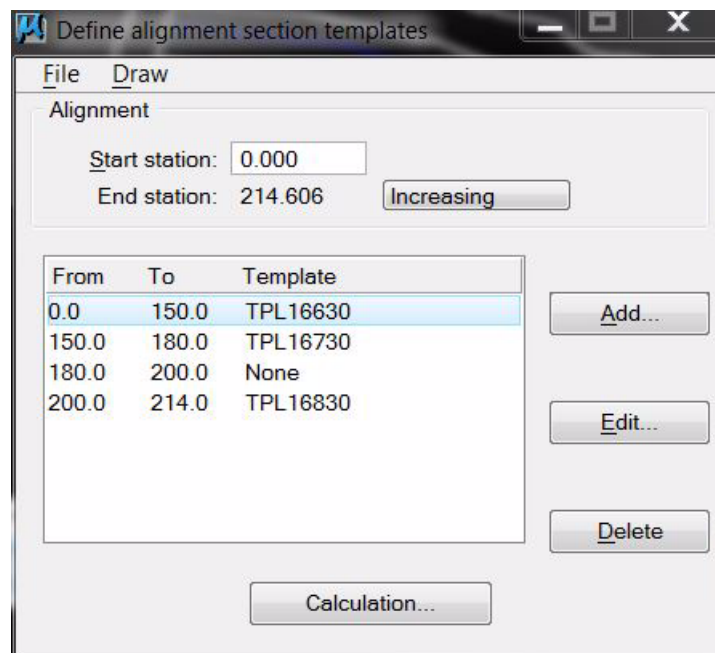 Define alignment section templates
File Draw
Alignment
Start station: 0.000
End station: 214.606 Increasing
From To Template
0.0 150.0 TPL16630
150.0 180.0 TPL16730
180.0 200.0 None
200.0 214.0 TPL16830
Add...
Edit...
Delete
Calculation...